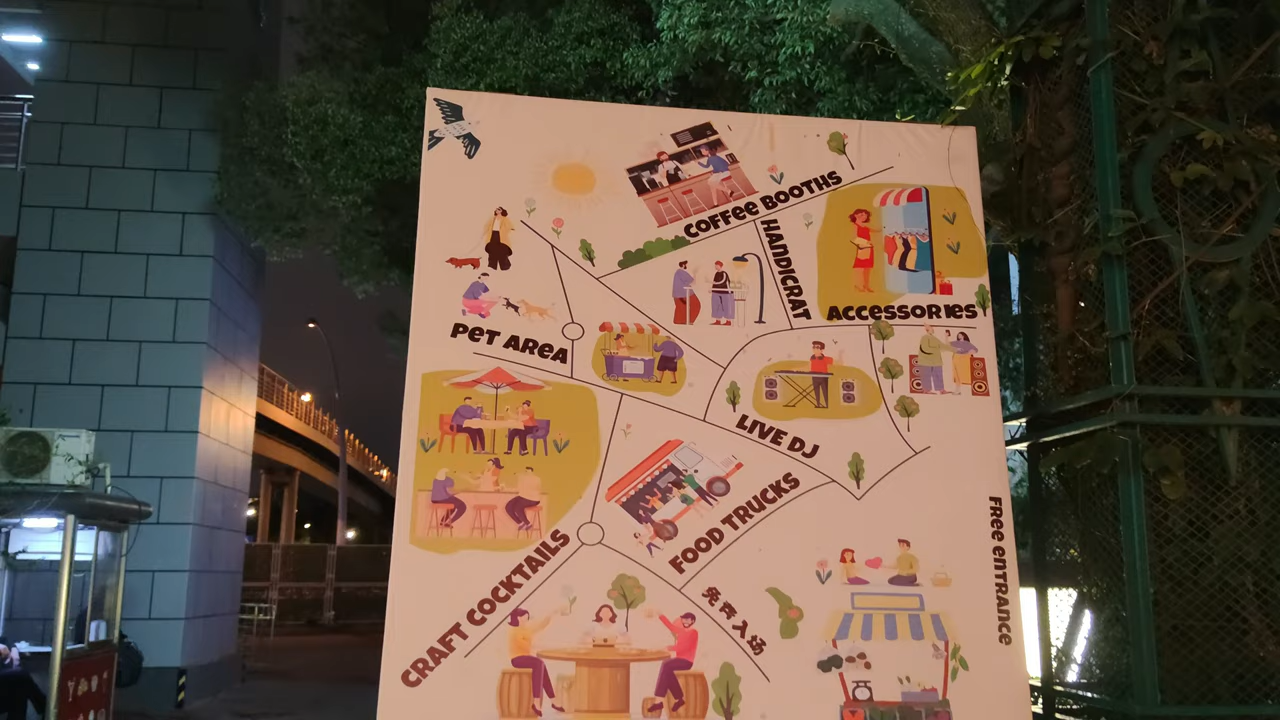 COFFEE BOOTHS
HANDICRAT
ACCESSORIES
PET AREA
LIVE DJ
FOOD TRUCKS
CRAFT COCKTAILS
免费入场
FREE ENTRANCE